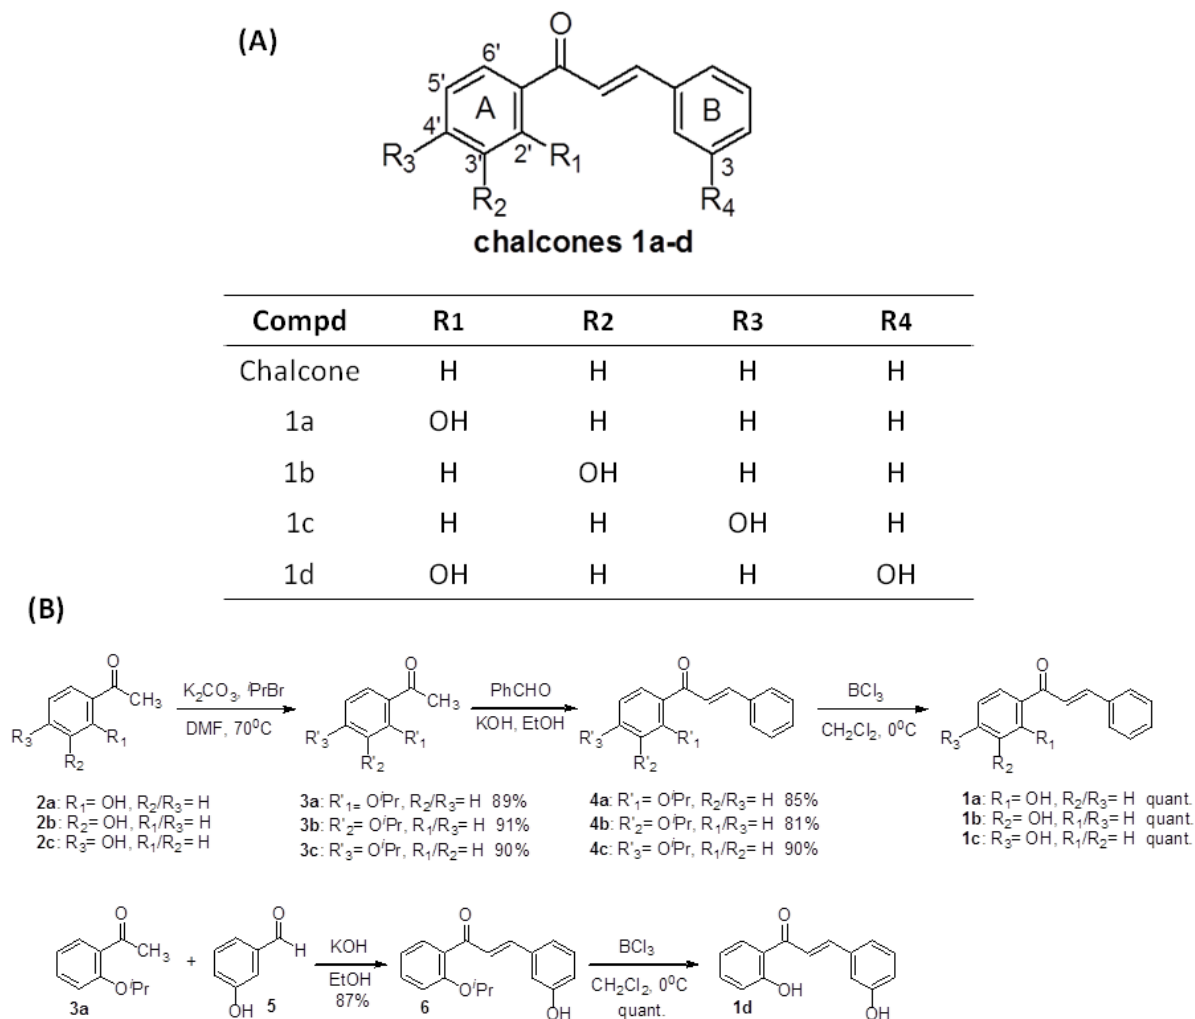 (A)
O
6'
5'
A
B
4'
3'
2'
3
R3
R1
R2
R4
chalcones 1a-d
Compd R1 R2 R3 R4
Chalcone H H H H
1a OH H H H
1b H OH H H
1c H H OH H
1d OH H H OH
(B)
O
CH3
R3
R1
R2
K2CO3, iPrBr
DMF, 70⁰C
O
CH3
R'3
R'1
R'2
PhCHO
KOH, EtOH
O
R'3
R'1
R'2
BCl3
CH2Cl2, 0⁰C
O
R3
R1
R2
2a: R1= OH, R2/R3= H
2b: R2= OH, R1/R3= H
2c: R3= OH, R1/R2= H
3a: R'1= OiPr, R2/R3= H 89%
3b: R'2= OiPr, R1/R3= H 91%
3c: R'3= OiPr, R1/R2= H 90%
4a: R'1= OiPr, R2/R3= H 85%
4b: R'2= OiPr, R1/R3= H 81%
4c: R'3= OiPr, R1/R2= H 90%
1a: R1= OH, R2/R3= H quant.
1b: R2= OH, R1/R3= H quant.
1c: R3= OH, R1/R2= H quant.
O
CH3
OiPr
3a
+
O
H
OH
5
KOH
EtOH
87%
O
OiPr
OH
6
BCl3
CH2Cl2, 0⁰C
quant.
O
OH
OH
1d